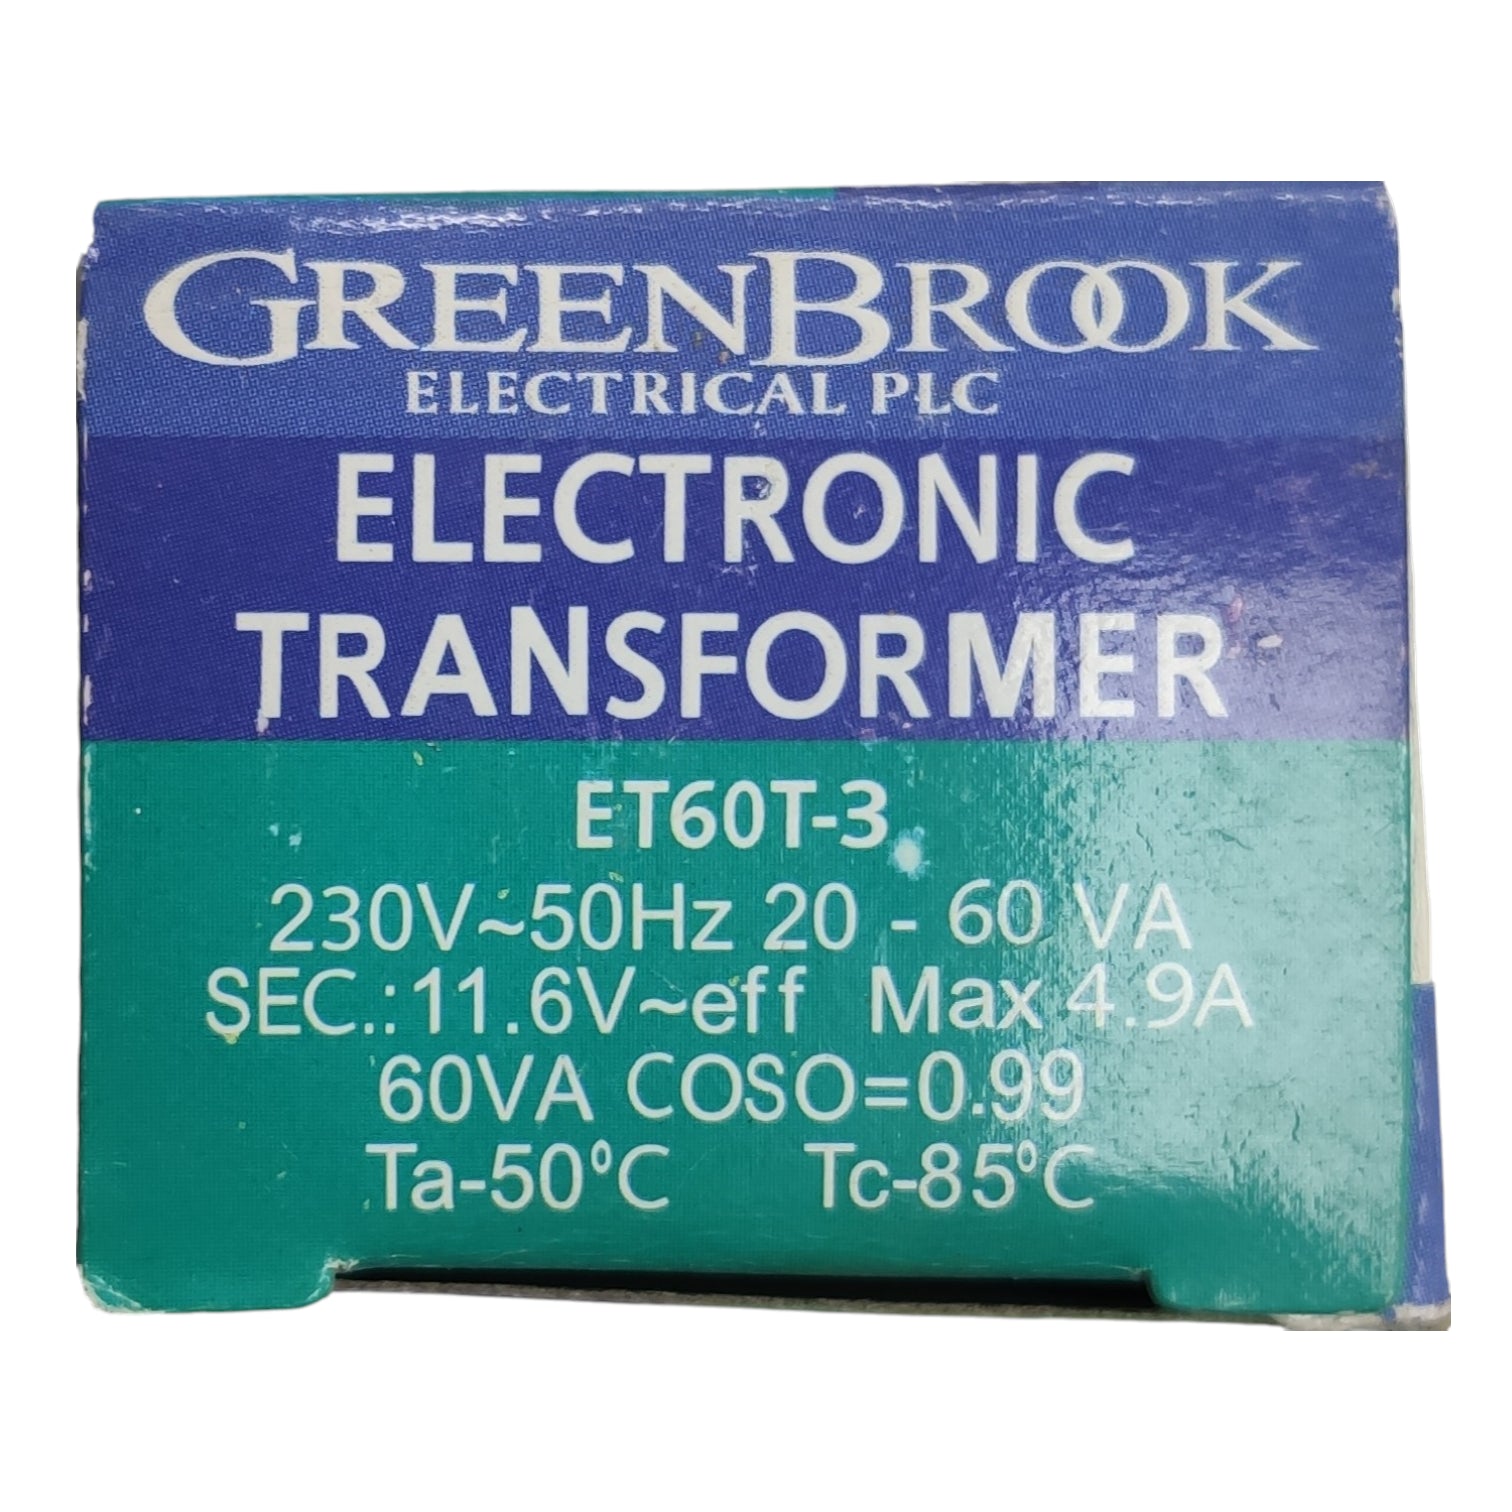 GREENBROOK
ELECTRICAL PLC
ELECTRONIC
TRANSFORMER
ET60T-3
230V~50Hz 20 - 60 VA
SEC.:11.6V~eff Max 4.9A
60VA COSO=0.99
Ta-50°C Tc-85°C